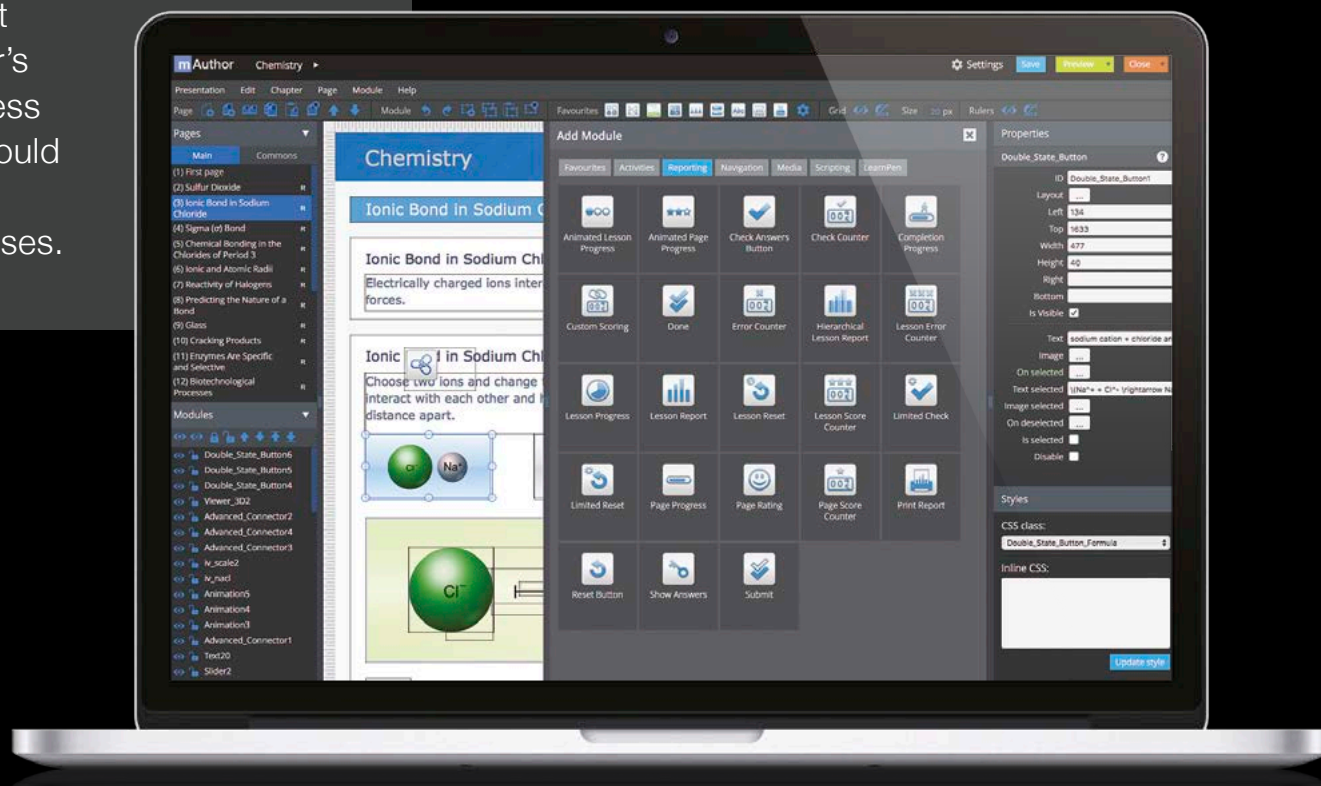 t
r's
ess
ould
ses.
mAuthor Chemistry
Settings Save Preview Close
Presentation Edit Chapter Page Module Help
Page Module Favourites Grid Size 20 px Rulers
Pages
Main Commons
(1) First page
(2) Sulfur Dioxide R
(3) Ionic Bond in Sodium R
Chloride
(4) Sigma (σ) Bond R
(5) Chemical Bonding in the R
Chlorides of Period 3
(6) Ionic and Atomic Radii R
(7) Reactivity of Halogens R
(8) Predicting the Nature of a R
Bond
(9) Glass R
(10) Cracking Products R
(11) Enzymes Are Specific R
and Selective
(12) Biotechnological R
Processes
Modules
Double_State_Button6
Double_State_Button5
Double_State_Button4
Viewer_3D2
Advanced_Connector2
Advanced_Connector4
Advanced_Connector3
iv_scale2
iv_nacl
Animation5
Animation4
Animation3
Advanced_Connector1
Text20
Slider2
Chemistry
Ionic Bond in Sodium C
Ionic Bond in Sodium Chl
Electrically charged ions inter
forces.
Ionic d in Sodium Chl
Choose two ions and change
interact with each other and h
distance apart.
Cl⁻ Na⁺
Cl⁻
Add Module
Favourites Activities Reporting Navigation Media Scripting LearnPen
Animated Lesson Progress
Animated Page Progress
Check Answers Button
Check Counter
Completion Progress
Custom Scoring
Done
Error Counter
Hierarchical Lesson Report
Lesson Error Counter
Lesson Progress
Lesson Report
Lesson Reset
Lesson Score Counter
Limited Check
Limited Reset
Page Progress
Page Rating
Page Score Counter
Print Report
Reset Button
Show Answers
Submit
Properties
Double_State_Button
ID Double_State_Button1
Layout ...
Left 134
Top 1633
Width 477
Height 40
Right
Bottom
Is Visible
Text sodium cation + chloride an
Image ...
On selected ...
Text selected \(Na^+ + Cl^- \rightarrow Na
Image selected ...
On deselected ...
Is selected
Disable
Styles
CSS class:
Double_State_Button_Formula
Inline CSS:
Update style